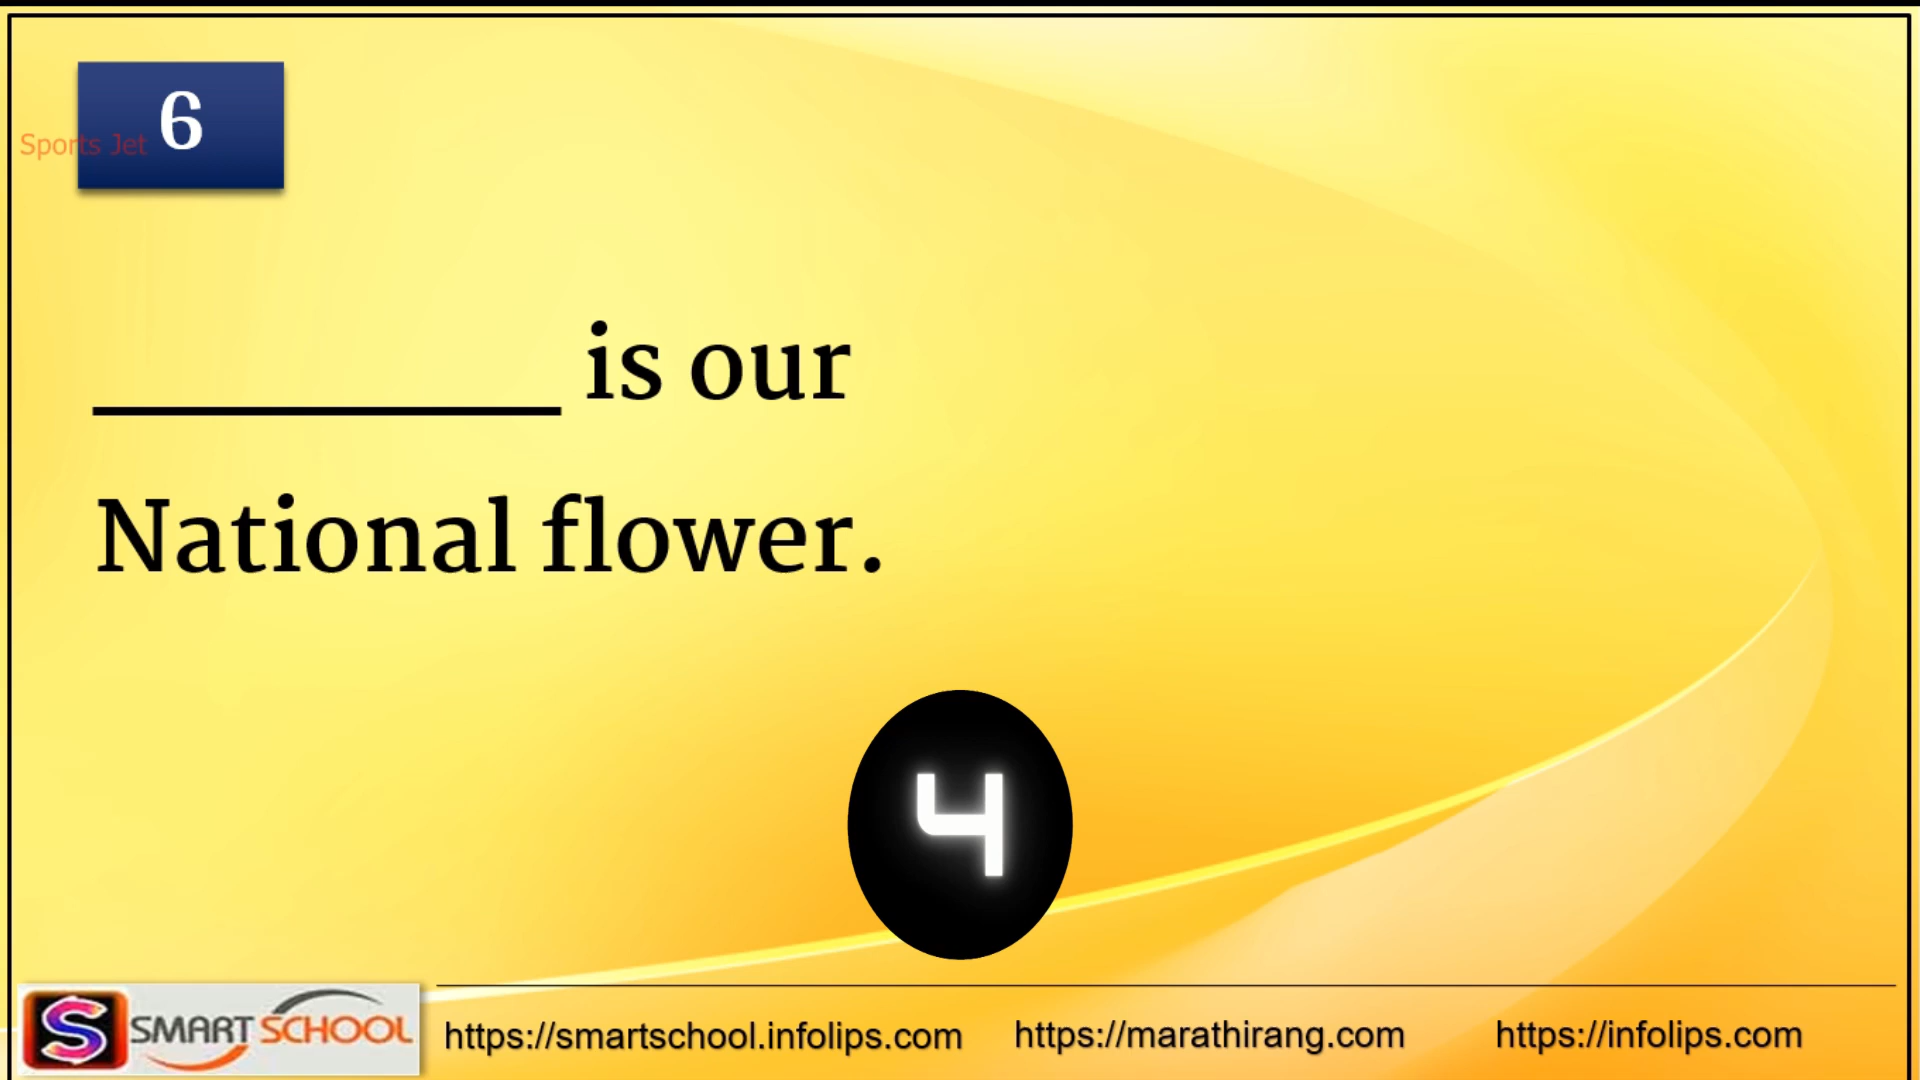 6
Sports Jet
_________ is our
National flower.
4
S SMART SCHOOL
https://smartschool.infolips.com https://marathirang.com https://infolips.com